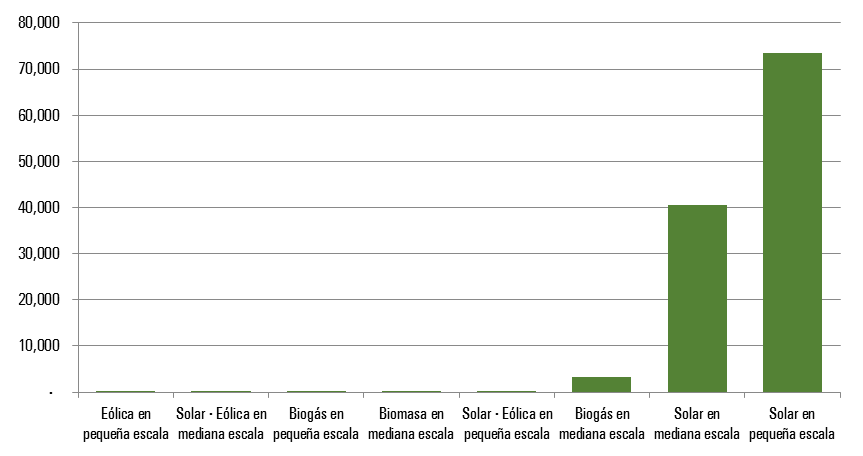 80,000
70,000
60,000
50,000
40,000
30,000
20,000
10,000
-
Eólica en
pequeña escala
Solar - Eólica en
mediana escala
Biogás en
pequeña escala
Biomasa en
mediana escala
Solar - Eólica en
pequeña escala
Biogás en
mediana escala
Solar en
mediana escala
Solar en
pequeña escala